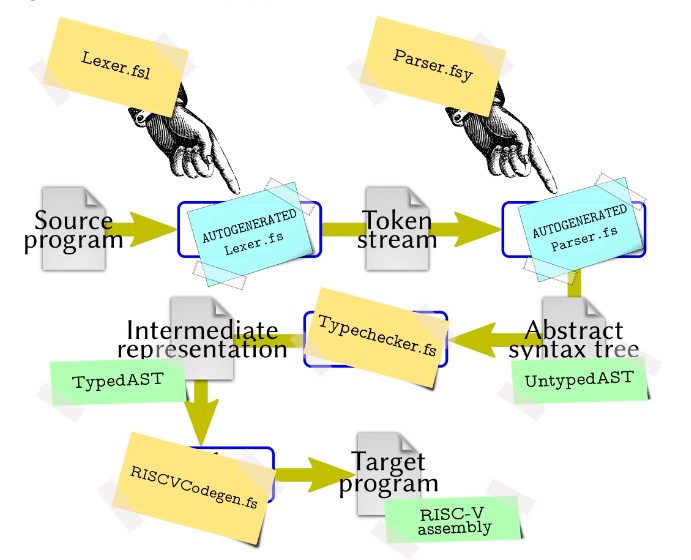 Lexer.fsl
Parser.fsy
Source
program
AUTOGENERATED
Lexer.fs
Token
stream
AUTOGENERATED
Parser.fs
Intermediate
representation
Typechecker.fs
Abstract
syntax tree
TypedAST
UntypedAST
RISCVCodegen.fs
Target
program
RISC-V
assembly